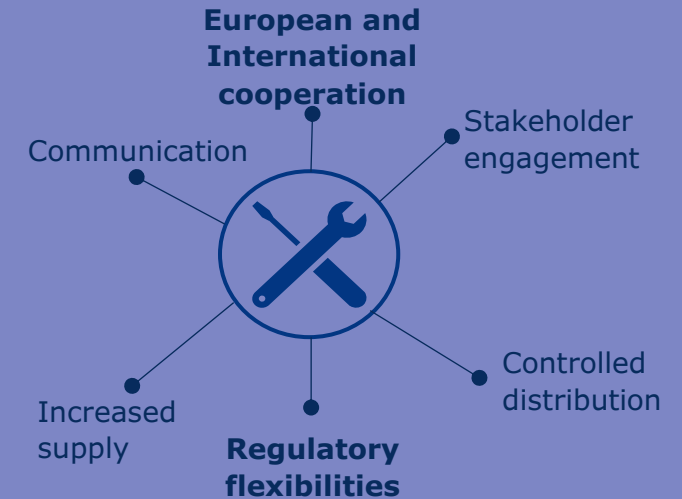 European and
International
cooperation
Stakeholder
engagement
Communication
Controlled
distribution
Increased
supply
Regulatory
flexibilities